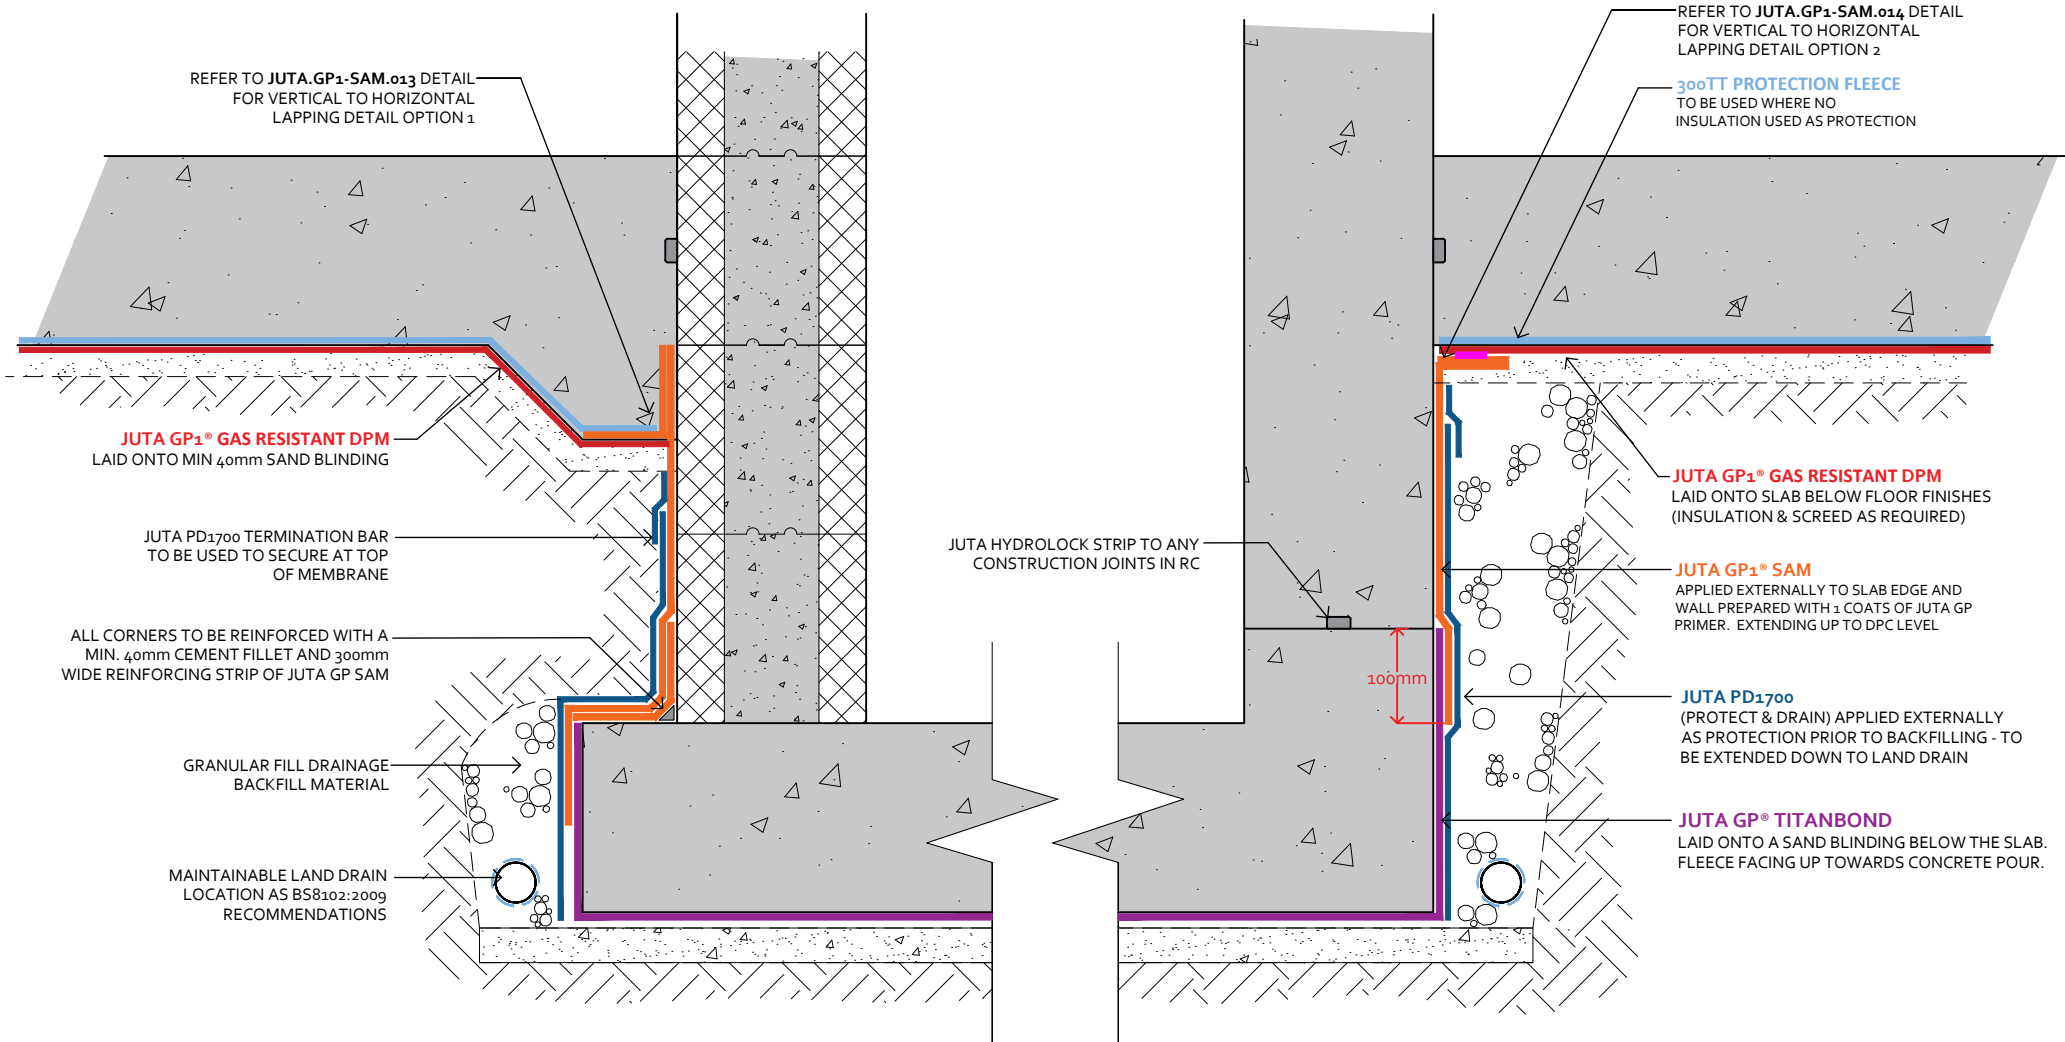 REFER TO JUTA.GP1-SAM.013 DETAIL
FOR VERTICAL TO HORIZONTAL
LAPPING DETAIL OPTION 1
JUTA GP1® GAS RESISTANT DPM
LAID ONTO MIN 40mm SAND BLINDING
JUTA PD1700 TERMINATION BAR
TO BE USED TO SECURE AT TOP
OF MEMBRANE
ALL CORNERS TO BE REINFORCED WITH A
MIN. 40mm CEMENT FILLET AND 300mm
WIDE REINFORCING STRIP OF JUTA GP SAM
GRANULAR FILL DRAINAGE
BACKFILL MATERIAL
MAINTAINABLE LAND DRAIN
LOCATION AS BS8102:2009
RECOMMENDATIONS
JUTA HYDROLOCK STRIP TO ANY
CONSTRUCTION JOINTS IN RC
100mm
REFER TO JUTA.GP1-SAM.014 DETAIL
FOR VERTICAL TO HORIZONTAL
LAPPING DETAIL OPTION 2
300TT PROTECTION FLEECE
TO BE USED WHERE NO
INSULATION USED AS PROTECTION
JUTA GP1® GAS RESISTANT DPM
LAID ONTO SLAB BELOW FLOOR FINISHES
(INSULATION & SCREED AS REQUIRED)
JUTA GP1® SAM
APPLIED EXTERNALLY TO SLAB EDGE AND
WALL PREPARED WITH 1 COATS OF JUTA GP
PRIMER. EXTENDING UP TO DPC LEVEL
JUTA PD1700
(PROTECT & DRAIN) APPLIED EXTERNALLY
AS PROTECTION PRIOR TO BACKFILLING - TO
BE EXTENDED DOWN TO LAND DRAIN
JUTA GP® TITANBOND
LAID ONTO A SAND BLINDING BELOW THE SLAB.
FLEECE FACING UP TOWARDS CONCRETE POUR.